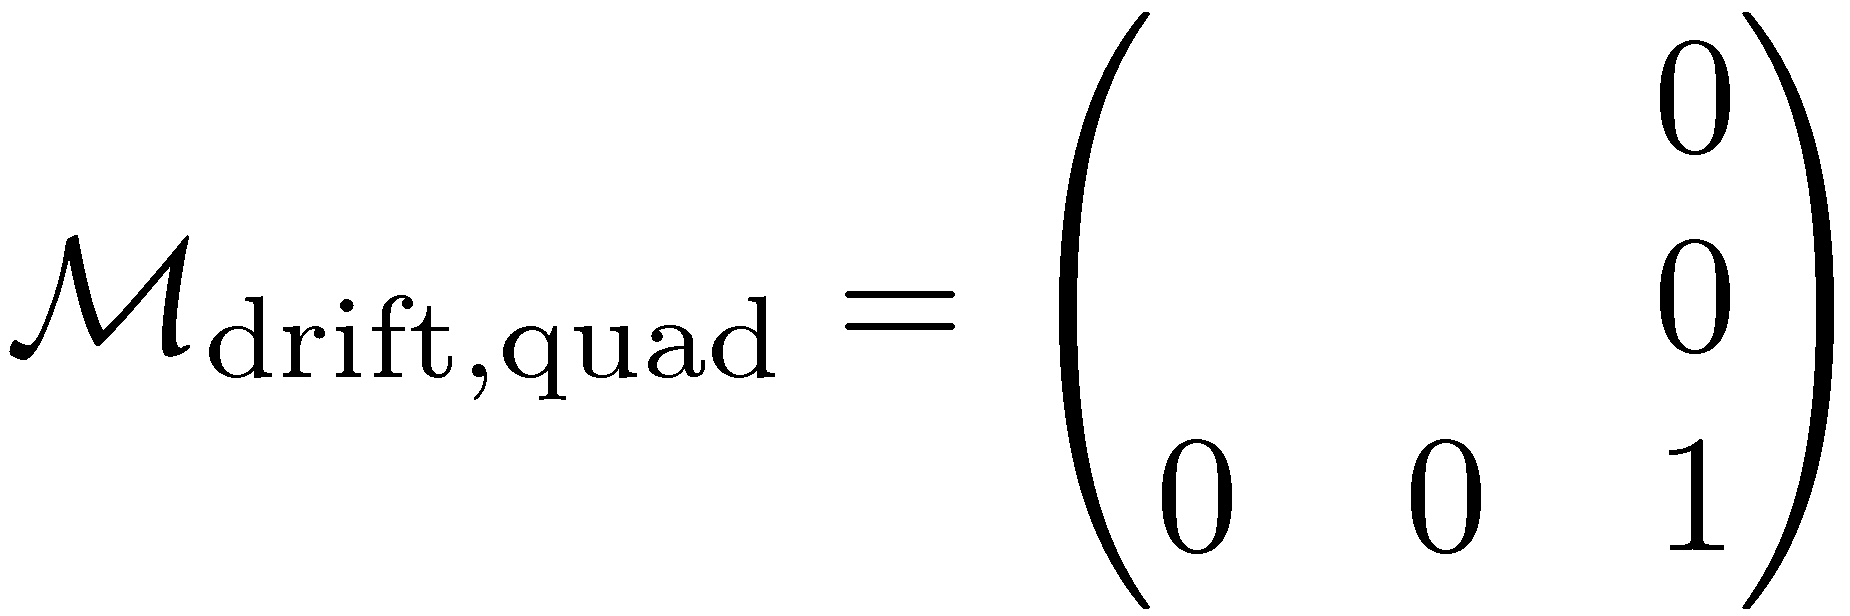 0
0
ℳdrift,quad =
0 0 1